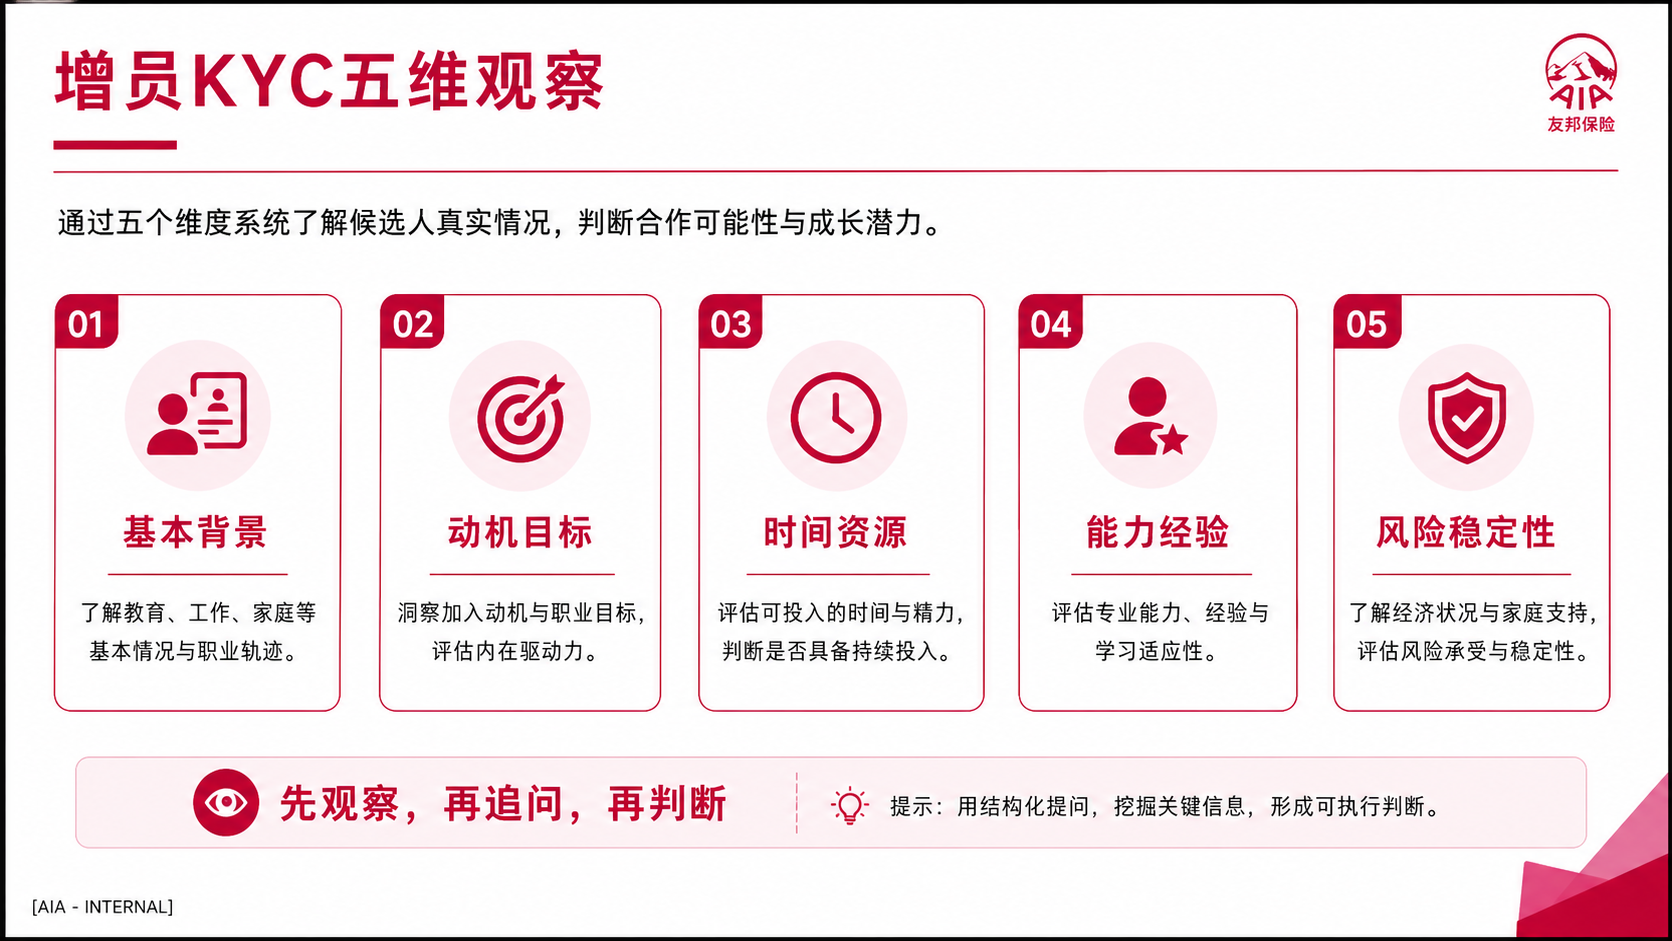 增员KYC五维观察
AIA
友邦保险
通过五个维度系统了解候选人真实情况，判断合作可能性与成长潜力。
01
基本背景
了解教育、工作、家庭等
基本情况与职业轨迹。
02
动机目标
洞察加入动机与职业目标，
评估内在驱动力。
03
时间资源
评估可投入的时间与精力，
判断是否具备持续投入。
04
能力经验
评估专业能力、经验与
学习适应性。
05
风险稳定性
了解经济状况与家庭支持，
评估风险承受与稳定性。
先观察，再追问，再判断
提示：用结构化提问，挖掘关键信息，形成可执行判断。
[AIA - INTERNAL]